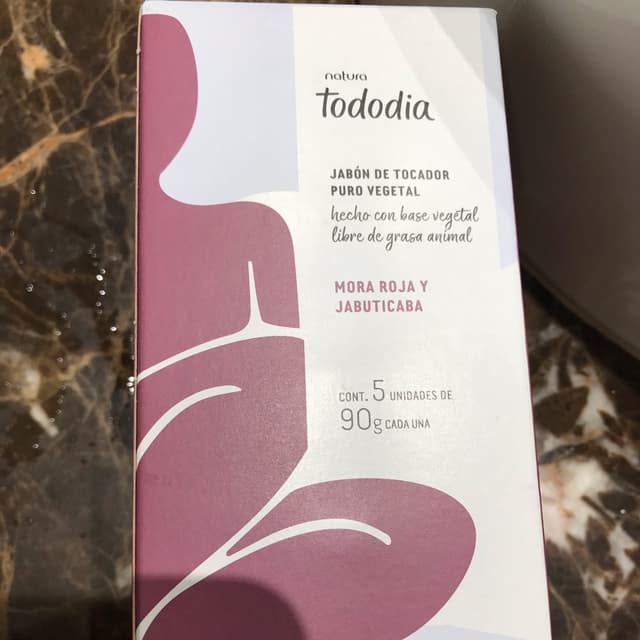 natura
tododia
JABÓN DE TOCADOR
PURO VEGETAL
hecho con base vegetal
libre de grasa animal
MORA ROJA Y
JABUTICABA
CONT. 5 UNIDADES DE
90g CADA UNA